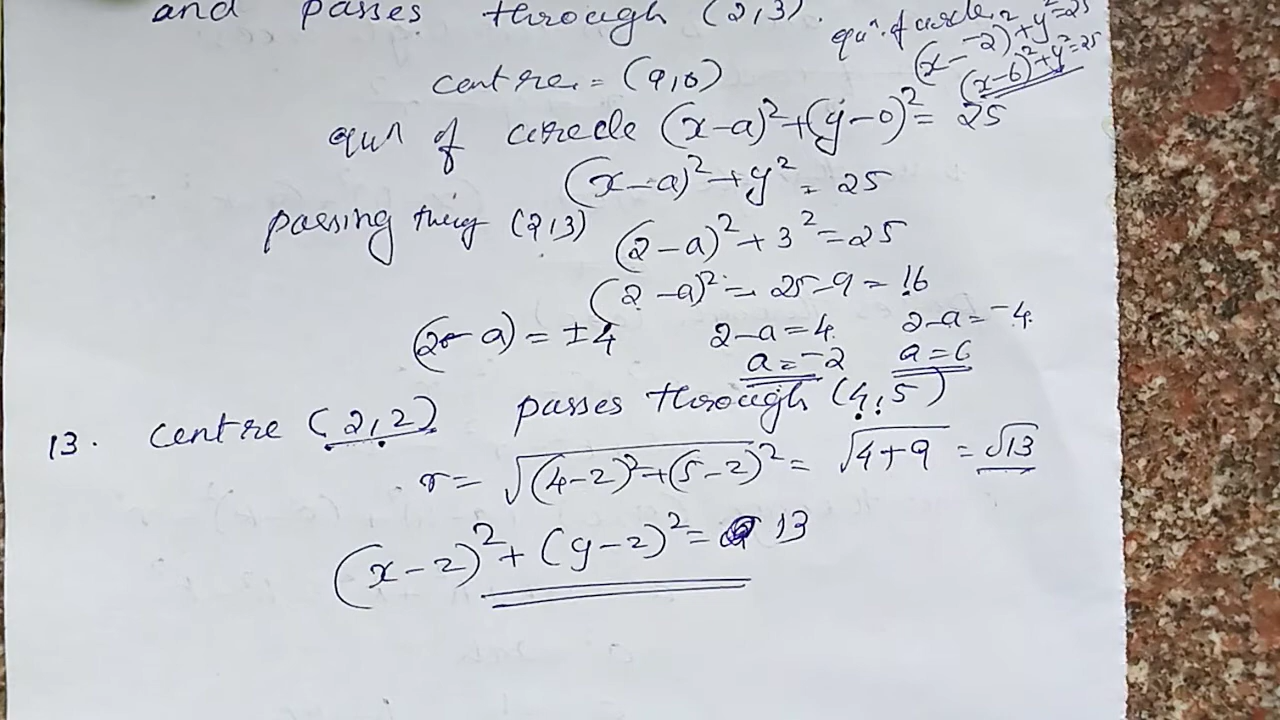 and passes through (2,3).
equn. of circle.
(x--2)²+y²=25
(x-6)²+y²=25
centre. = (a,0)
equn of circle (x-a)²+(y-0)²= 25
(x-a)²+y²= 25
passing throug (2,3) (2-a)²+3²=25
(2-a)²= 25-9=16
(2-a)=±4 2-a=4 2-a=-4.
a=-2 a=6
13. centre (2,2) passes through (4,5)
r= √(4-2)²+(5-2)²= √4+9 = √13
(x-2)²+(y-2)²= 13